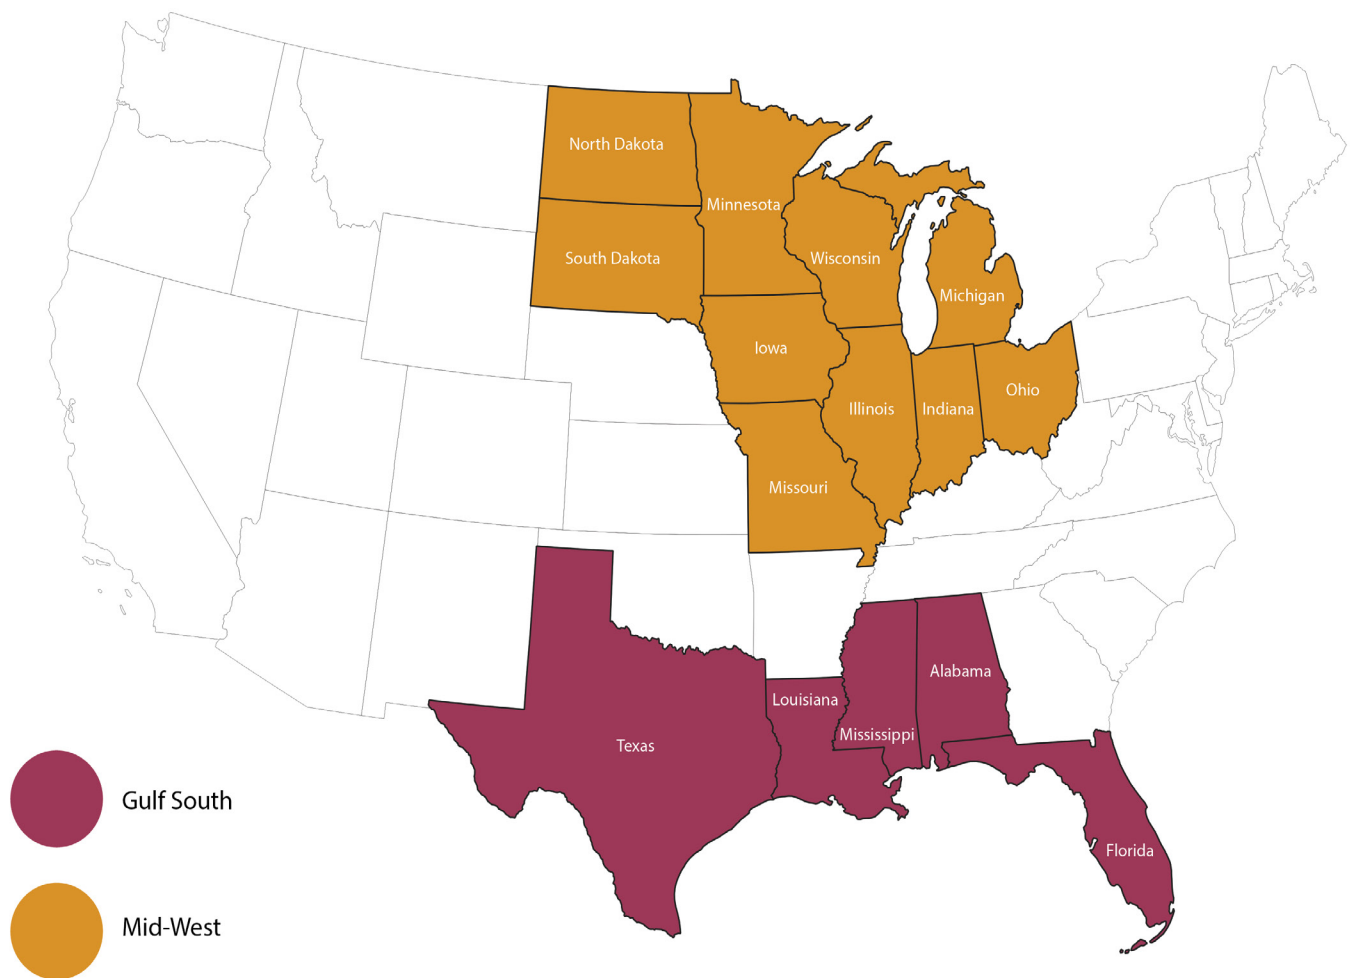 North Dakota
Minnesota
South Dakota
Wisconsin
Michigan
Iowa
Ohio
Illinois
Indiana
Missouri
Alabama
Louisiana
Mississippi
Texas
Gulf South
Florida
Mid-West